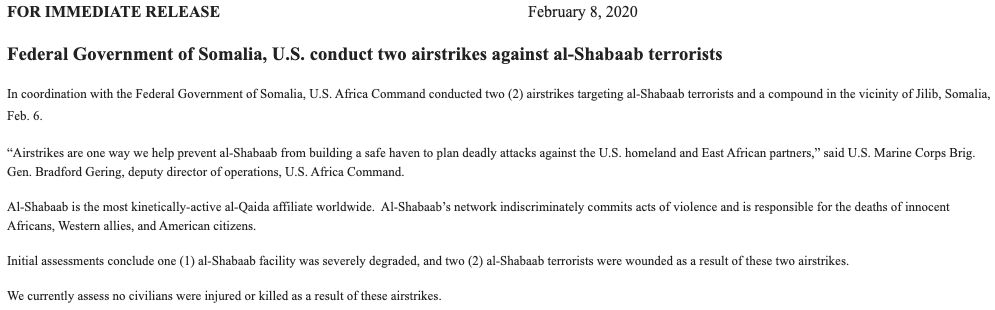 FOR IMMEDIATE RELEASE February 8, 2020
Federal Government of Somalia, U.S. conduct two airstrikes against al-Shabaab terrorists
In coordination with the Federal Government of Somalia, U.S. Africa Command conducted two (2) airstrikes targeting al-Shabaab terrorists and a compound in the vicinity of Jilib, Somalia,
Feb. 6.
“Airstrikes are one way we help prevent al-Shabaab from building a safe haven to plan deadly attacks against the U.S. homeland and East African partners,” said U.S. Marine Corps Brig.
Gen. Bradford Gering, deputy director of operations, U.S. Africa Command.
Al-Shabaab is the most kinetically-active al-Qaida affiliate worldwide.  Al-Shabaab’s network indiscriminately commits acts of violence and is responsible for the deaths of innocent
Africans, Western allies, and American citizens.
Initial assessments conclude one (1) al-Shabaab facility was severely degraded, and two (2) al-Shabaab terrorists were wounded as a result of these two airstrikes.
We currently assess no civilians were injured or killed as a result of these airstrikes.